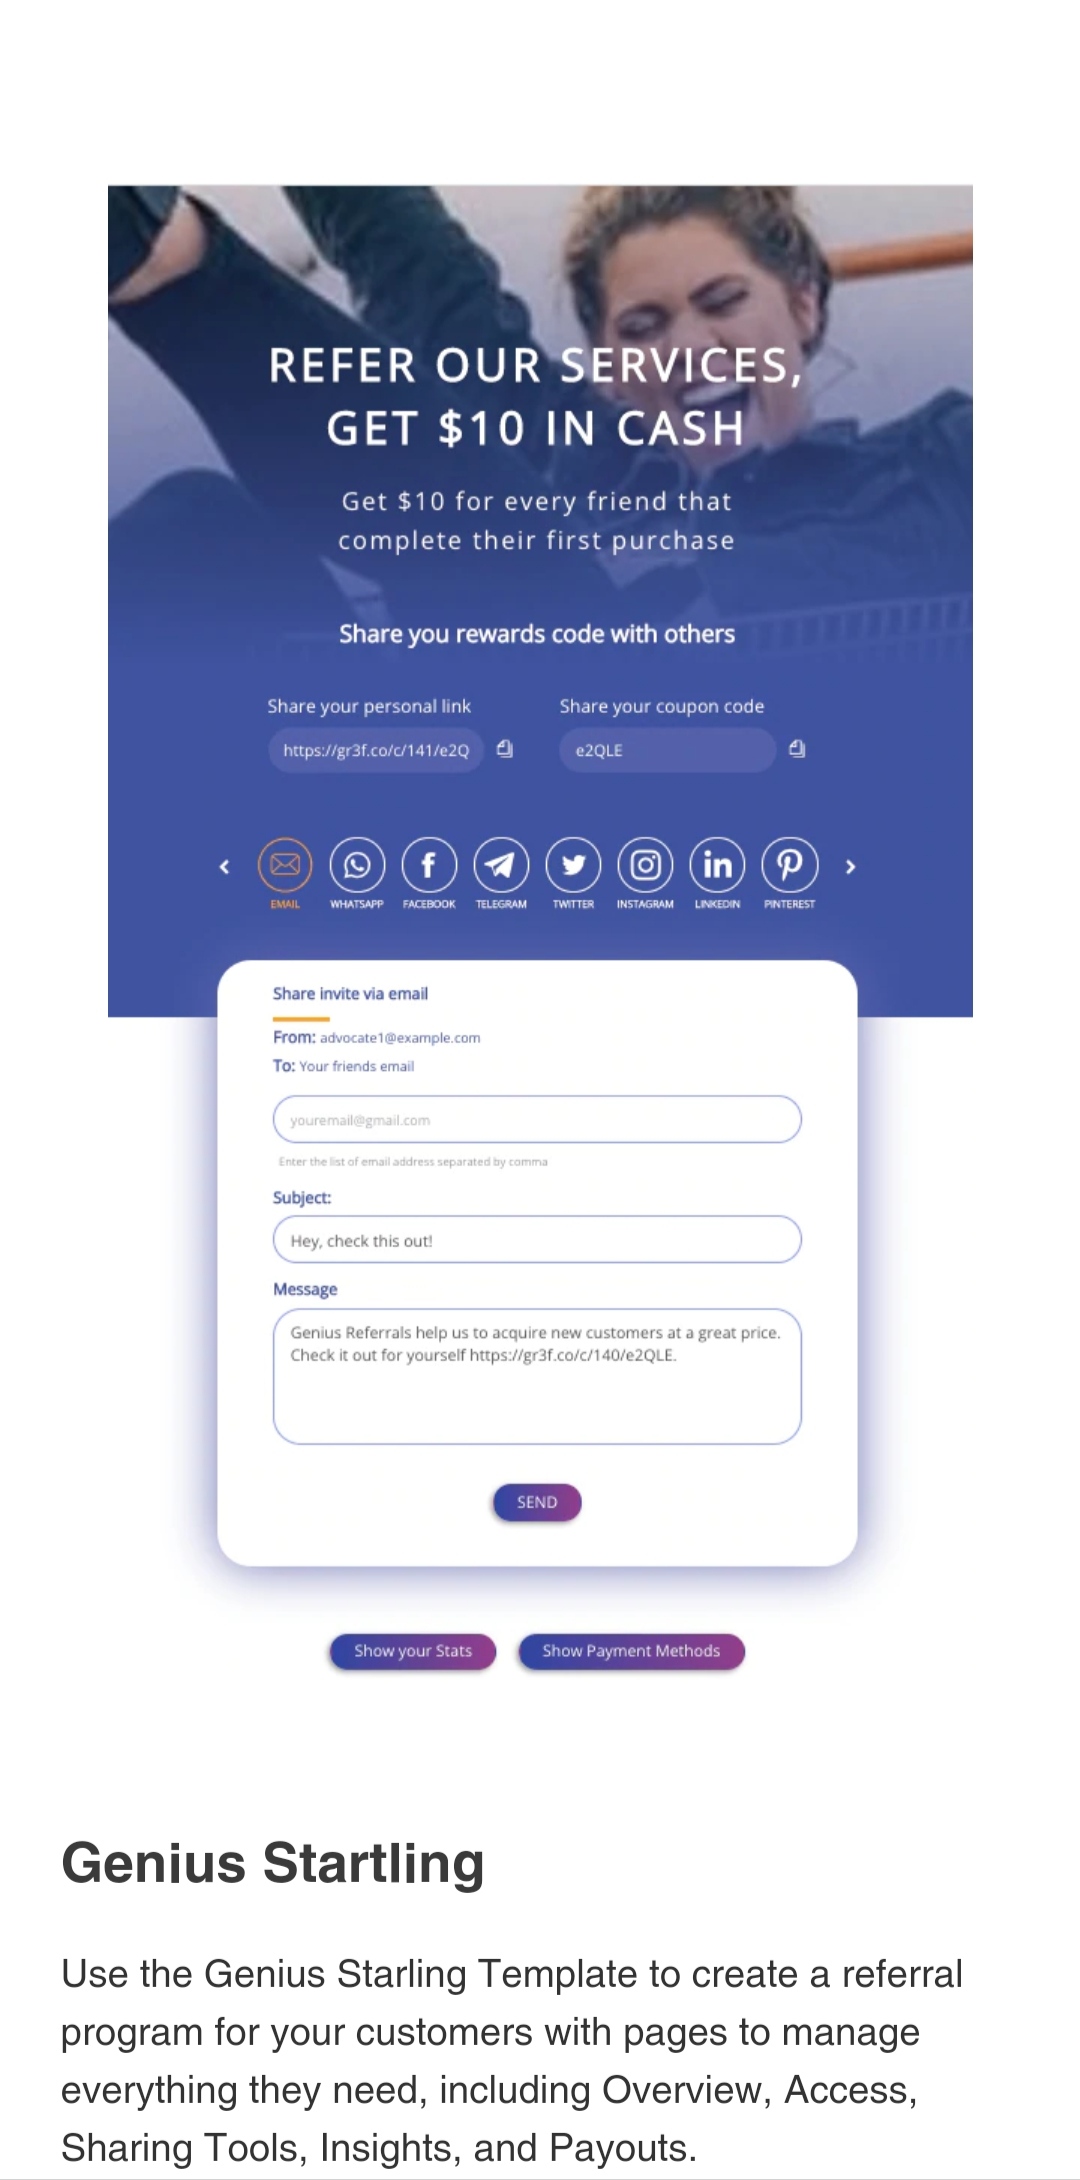 REFER OUR SERVICES,
GET $10 IN CASH
Get $10 for every friend that
complete their first purchase
Share you rewards code with others
Share your personal link
Share your coupon code
https://gr3f.co/c/141/e2Q
e2QLE
EMAIL WHATSAPP FACEBOOK TELEGRAM TWITTER INSTAGRAM LINKEDIN PINTEREST
Share invite via email
From: advocate1@example.com
To: Your friends email
youremail@gmail.com
Enter the list of email address separated by comma
Subject:
Hey, check this out!
Message
Genius Referrals help us to acquire new customers at a great price.
Check it out for yourself https://gr3f.co/c/140/e2QLE.
SEND
Show your Stats
Show Payment Methods
Genius Startling
Use the Genius Starling Template to create a referral
program for your customers with pages to manage
everything they need, including Overview, Access,
Sharing Tools, Insights, and Payouts.